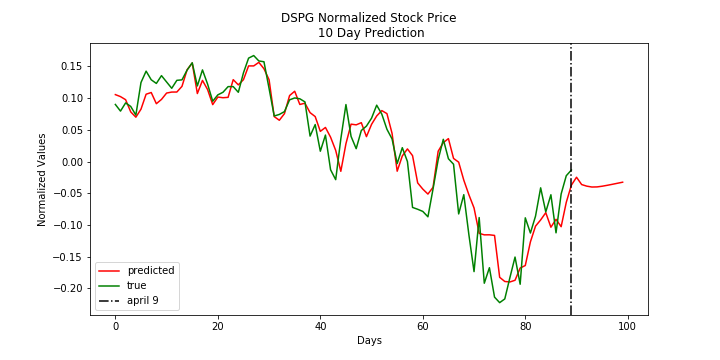 DSPG Normalized Stock Price
10 Day Prediction
Normalized Values
0.15
0.10
0.05
0.00
−0.05
−0.10
−0.15
−0.20
predicted
true
april 9
0 20 40 60 80 100
Days